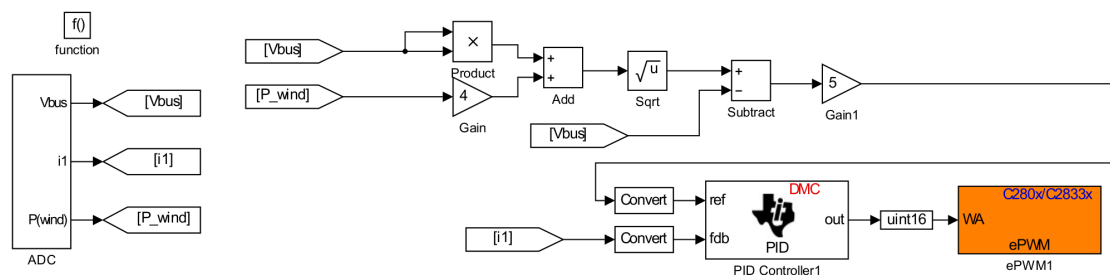 f()
function
Vbus
i1
P(wind)
ADC
[Vbus]
[i1]
[P_wind]
[Vbus]
[P_wind]
×
Product
4
Gain
+
+
Add
√u
Sqrt
[Vbus]
+
−
Subtract
5
Gain1
[i1]
Convert
Convert
DMC
ref
fdb
out
PID
PID Controller1
uint16
C280x/C2833x
WA
ePWM
ePWM1